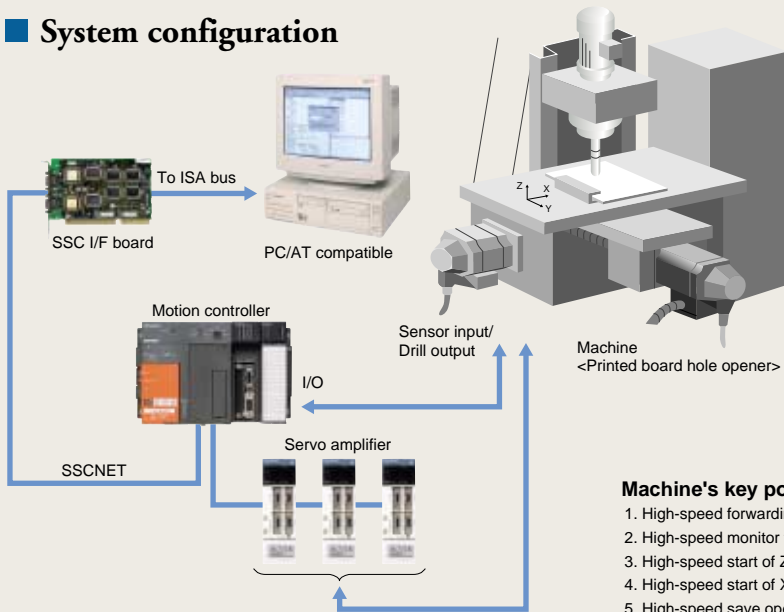 System configuration
To ISA bus
SSC I/F board
PC/AT compatible
Z
X
Y
Motion controller
Sensor input/
Drill output
Machine
<Printed board hole opener>
I/O
Servo amplifier
SSCNET
Machine's key po
1. High-speed forwardin
2. High-speed monitor
3. High-speed start of Z
4. High-speed start of X
5. High-speed save op